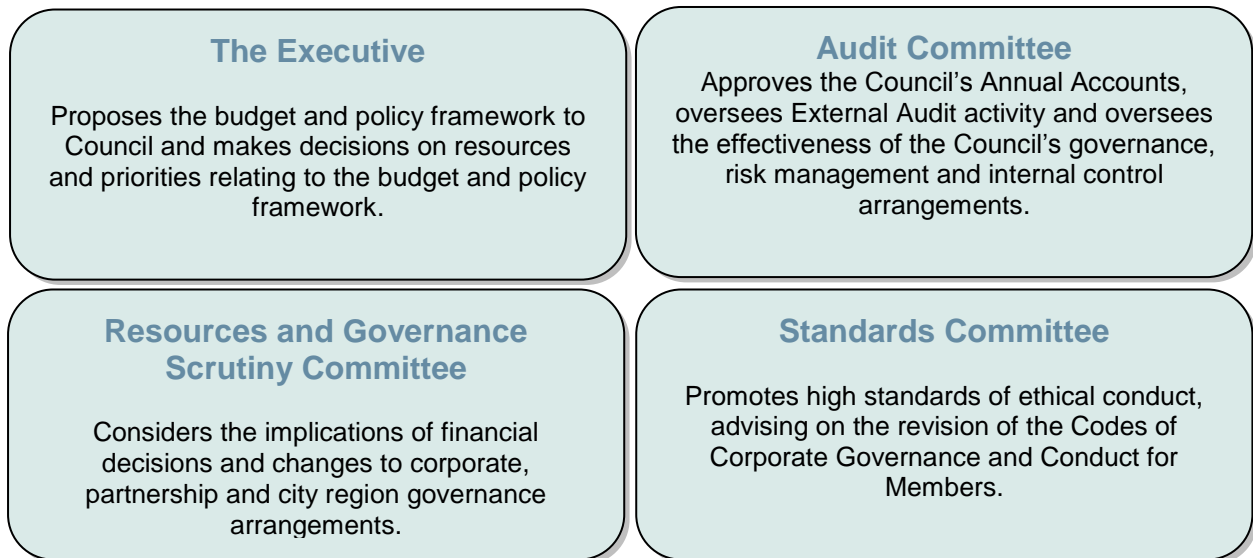 The Executive
Proposes the budget and policy framework to
Council and makes decisions on resources
and priorities relating to the budget and policy
framework.
Audit Committee
Approves the Council's Annual Accounts,
oversees External Audit activity and oversees
the effectiveness of the Council's governance,
risk management and internal control
arrangements.
Resources and Governance
Scrutiny Committee
Considers the implications of financial
decisions and changes to corporate,
partnership and city region governance
arrangements.
Standards Committee
Promotes high standards of ethical conduct,
advising on the revision of the Codes of
Corporate Governance and Conduct for
Members.